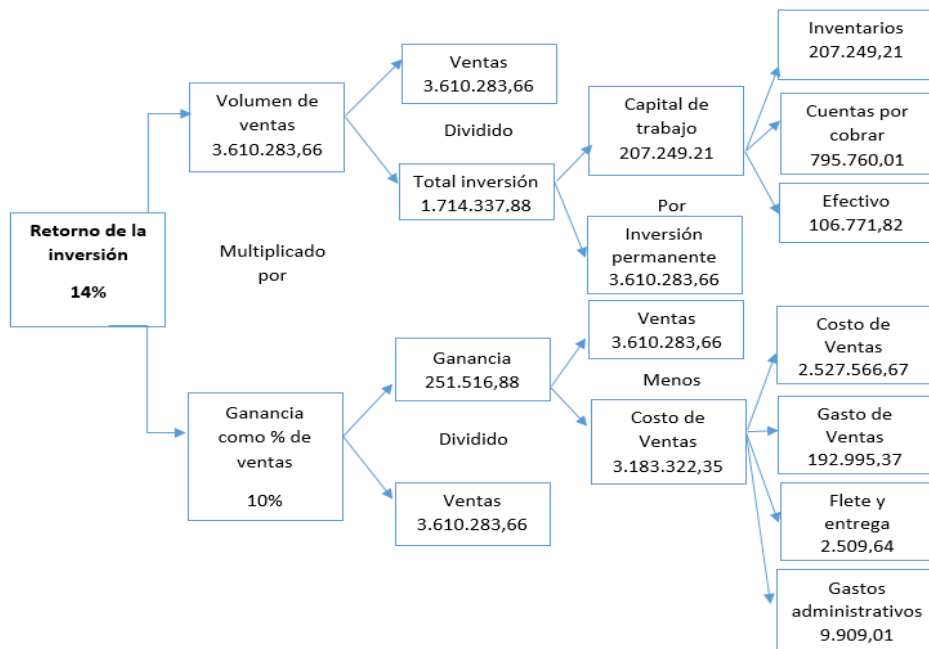 Retorno de la
inversión
14%
Volumen de
ventas
3.610.283,66
Multiplicado
por
Ganancia
como % de
ventas
10%
Ventas
3.610.283,66
Dividido
Total inversión
1.714.337,88
Ganancia
251.516,88
Dividido
Ventas
3.610.283,66
Capital de
trabajo
207.249.21
Por
Inversión
permanente
3.610.283,66
Ventas
3.610.283,66
Menos
Costo de
Ventas
3.183.322,35
Inventarios
207.249,21
Cuentas por
cobrar
795.760,01
Efectivo
106.771,82
Costo de
Ventas
2.527.566,67
Gasto de
Ventas
192.995,37
Flete y
entrega
2.509,64
Gastos
administrativos
9.909,01